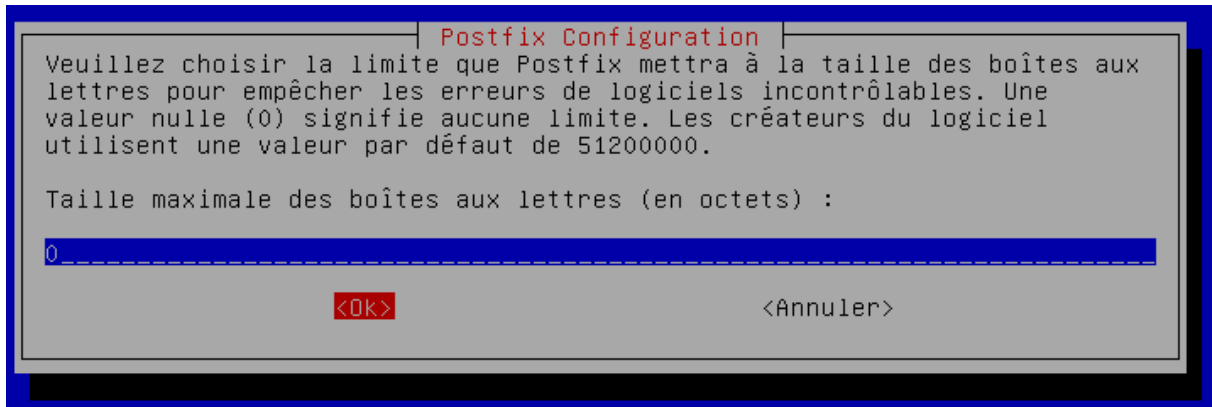 Postfix Configuration
Veuillez choisir la limite que Postfix mettra à la taille des boîtes aux
lettres pour empêcher les erreurs de logiciels incontrôlables. Une
valeur nulle (0) signifie aucune limite. Les créateurs du logiciel
utilisent une valeur par défaut de 51200000.
Taille maximale des boîtes aux lettres (en octets) :
0____________________________________________________________________
<Ok> <Annuler>